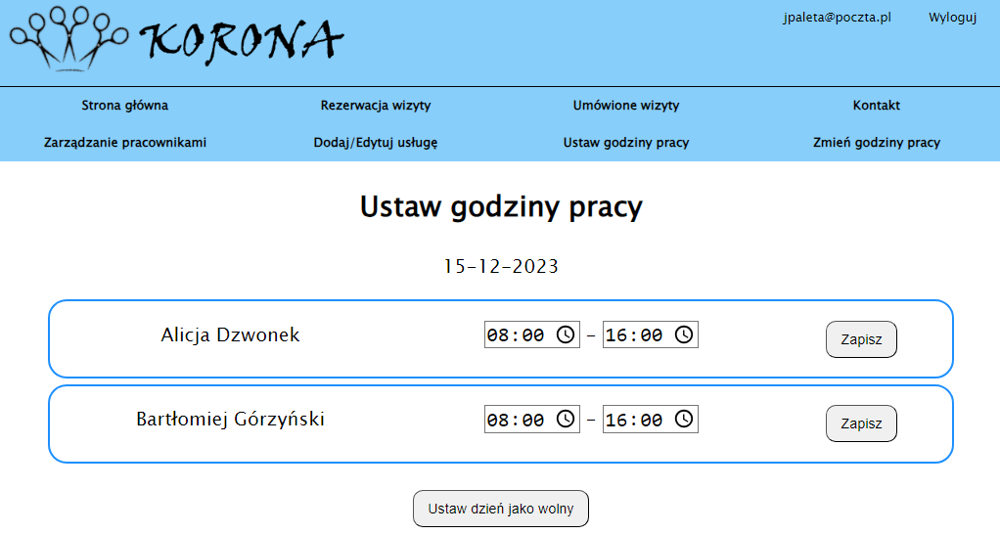 KORONA
jpaleta@poczta.pl Wyloguj
Strona główna Rezerwacja wizyty Umówione wizyty Kontakt
Zarządzanie pracownikami Dodaj/Edytuj usługę Ustaw godziny pracy Zmień godziny pracy
Ustaw godziny pracy
15-12-2023
Alicja Dzwonek 08:00 - 16:00 Zapisz
Bartłomiej Górzyński 08:00 - 16:00 Zapisz
Ustaw dzień jako wolny